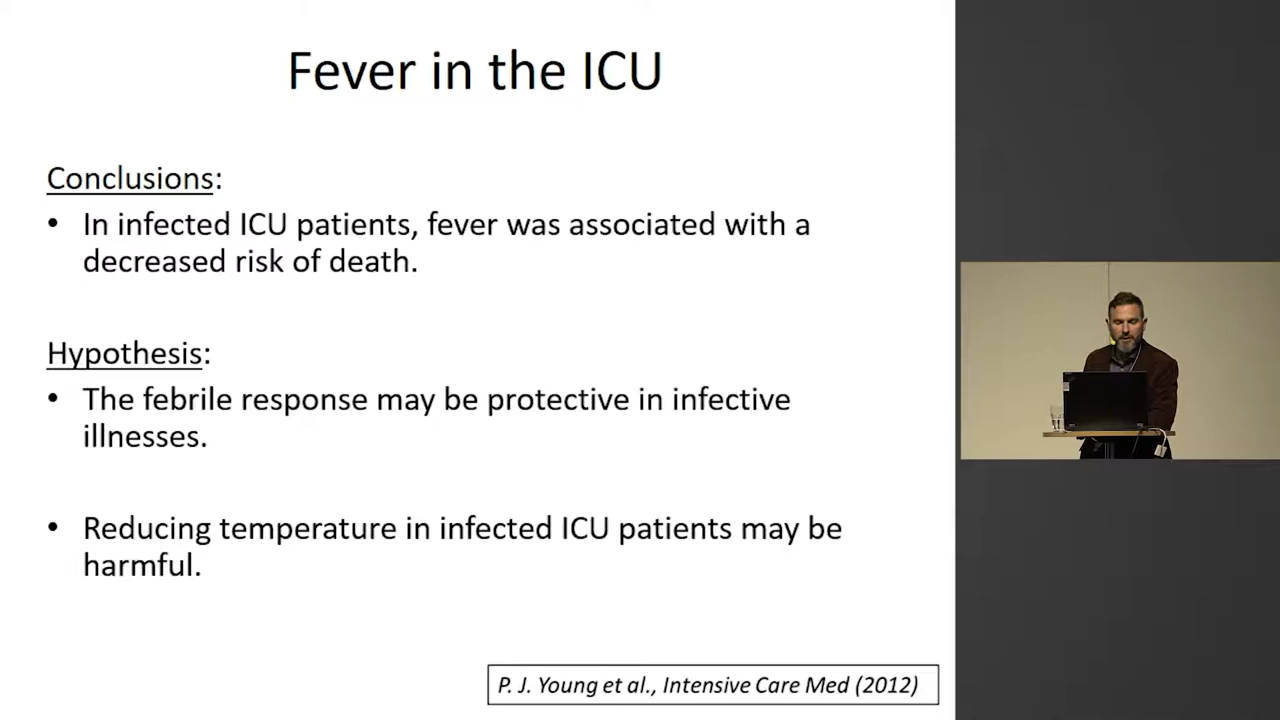 Fever in the ICU
Conclusions:
• In infected ICU patients, fever was associated with a
decreased risk of death.
Hypothesis:
• The febrile response may be protective in infective
illnesses.
• Reducing temperature in infected ICU patients may be
harmful.
P. J. Young et al., Intensive Care Med (2012)